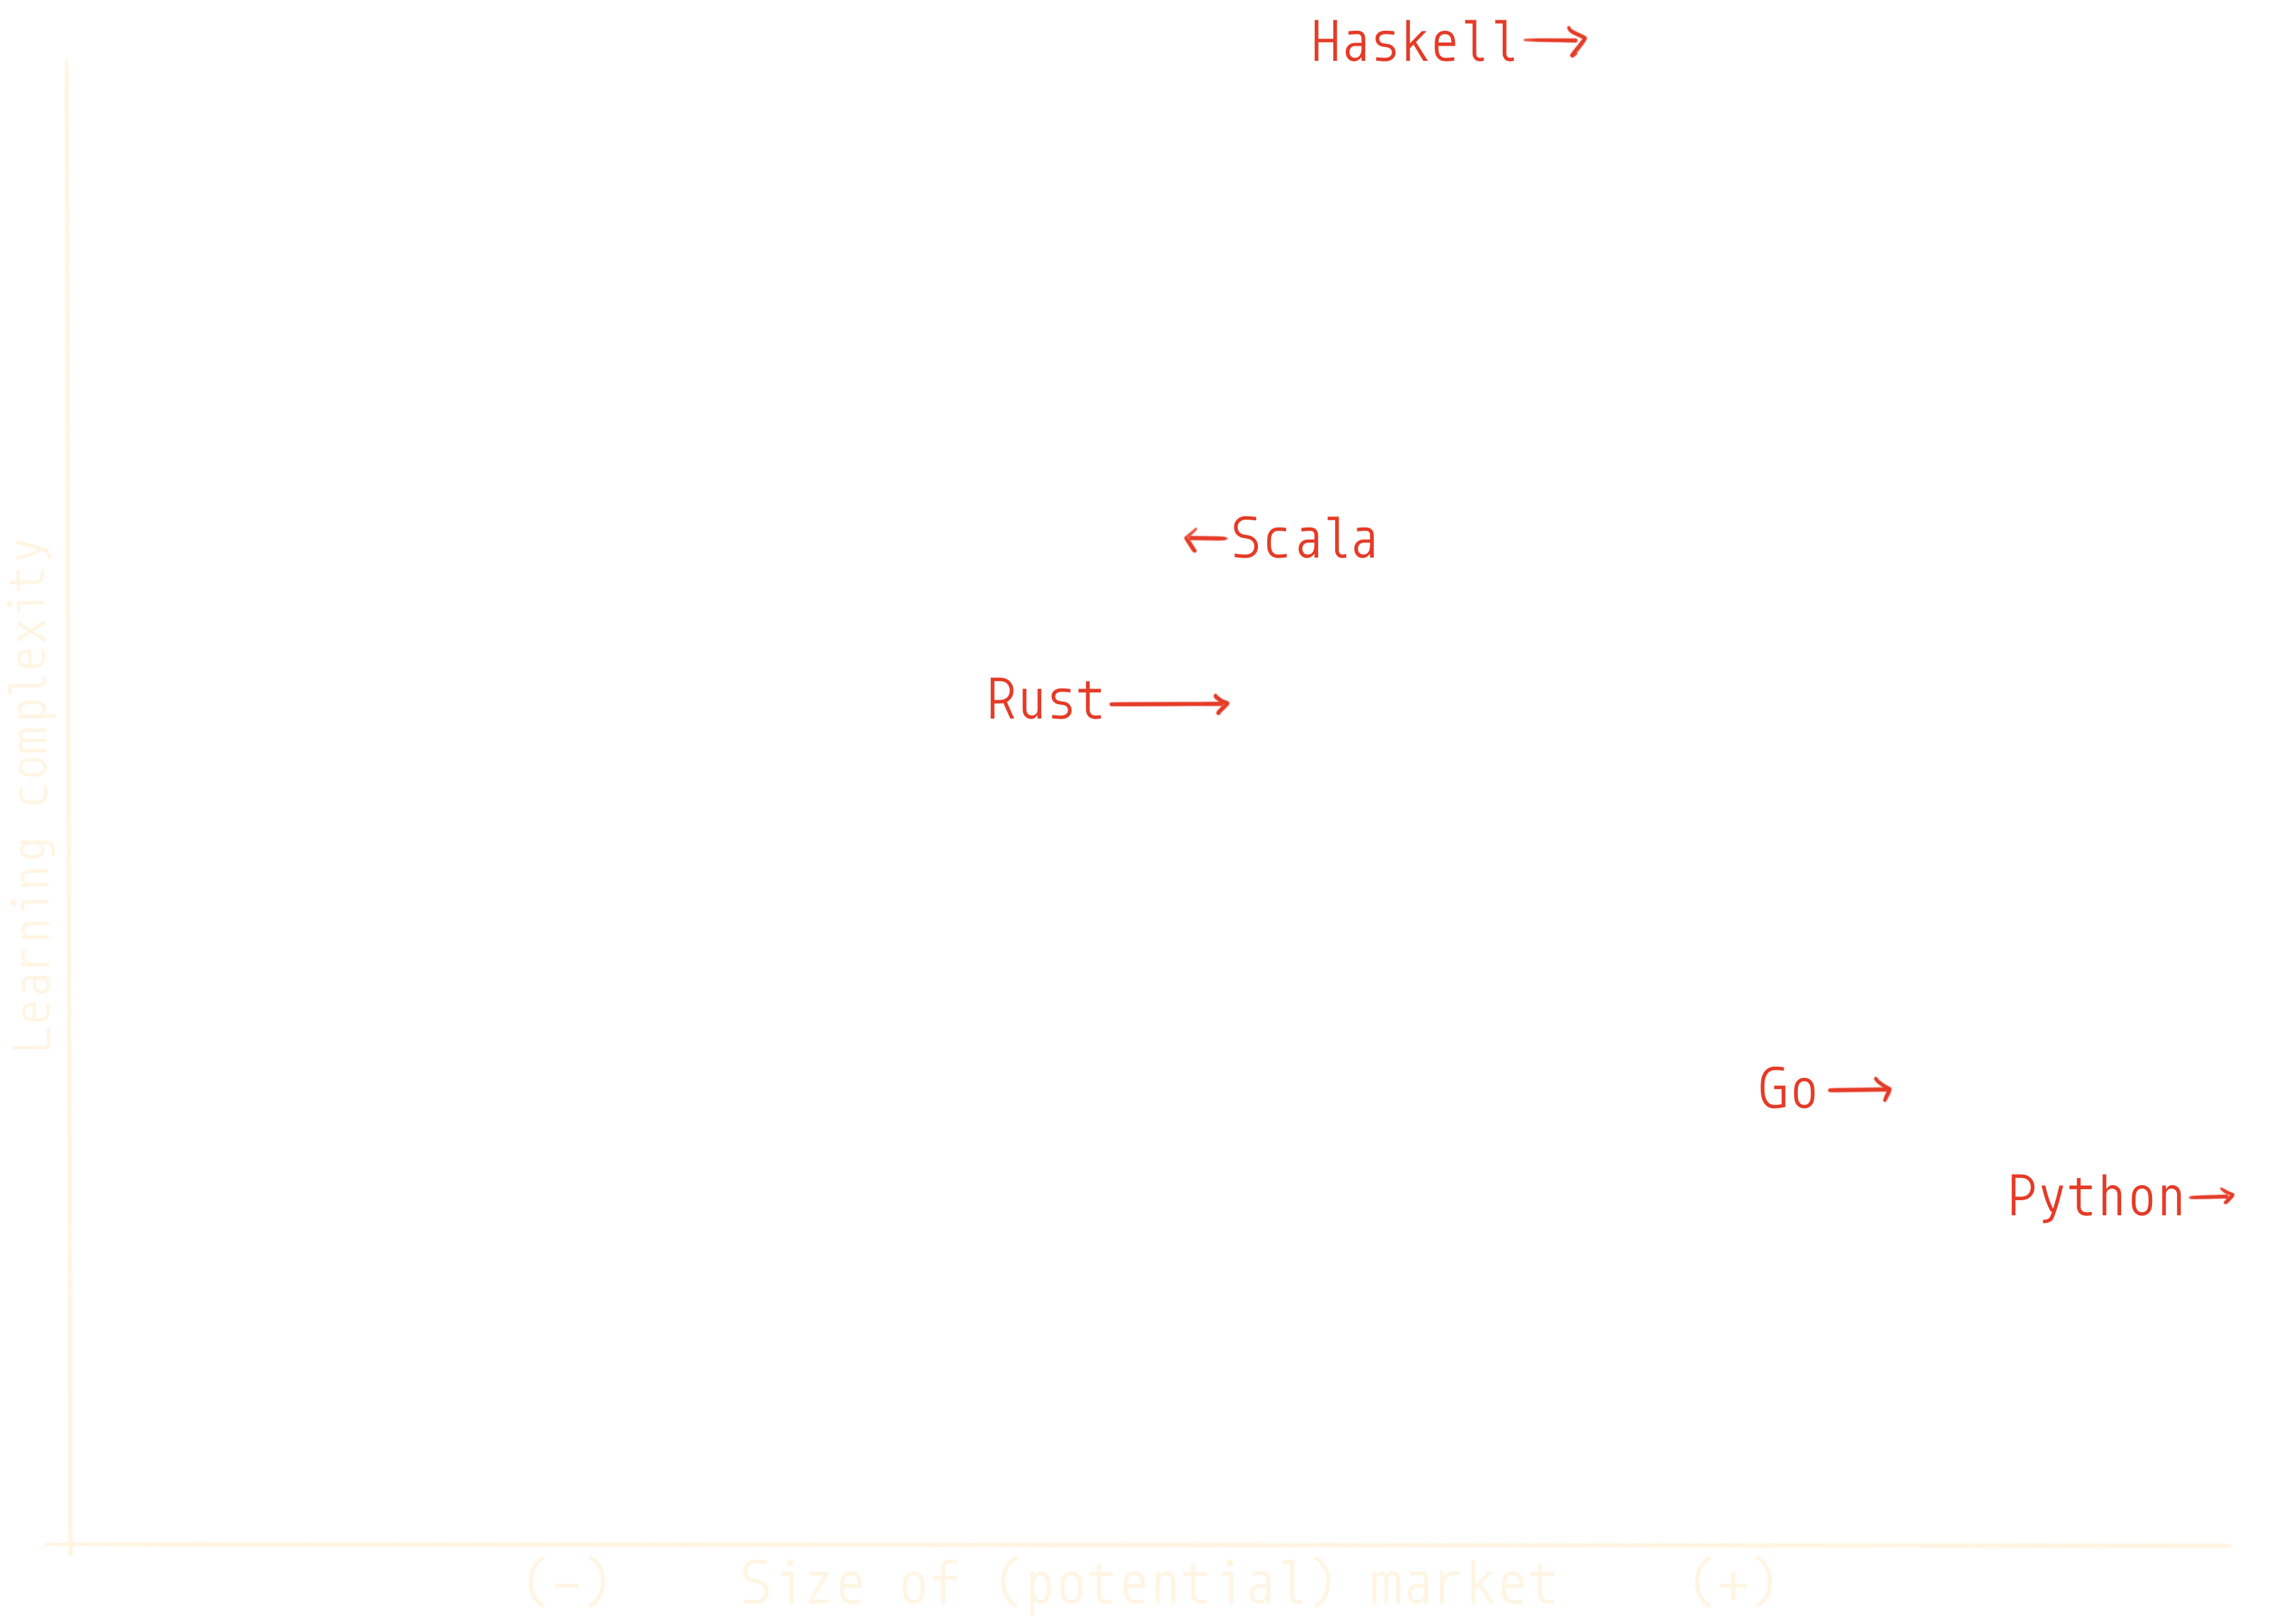 Haskell→
←Scala
Rust→
Learning complexity
Go→
Python→
(-) Size of (potential) market (+)